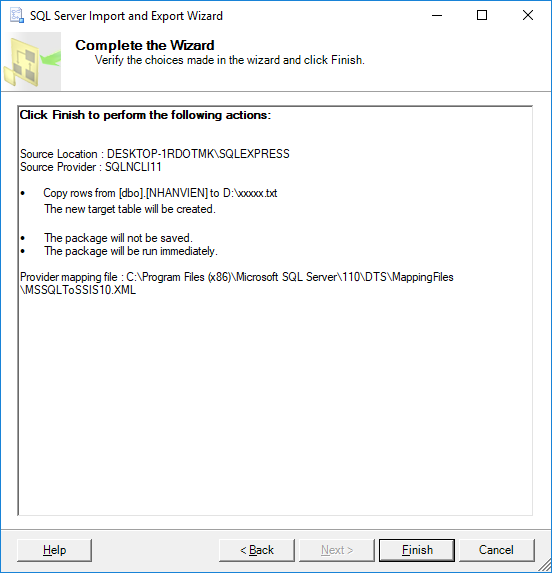 SQL Server Import and Export Wizard
Complete the Wizard
Verify the choices made in the wizard and click Finish.
Click Finish to perform the following actions:
Source Location : DESKTOP-1RDOTMK\SQLEXPRESS
Source Provider : SQLNCLI11
• Copy rows from [dbo].[NHANVIEN] to D:\xxxxx.txt
The new target table will be created.
• The package will not be saved.
• The package will be run immediately.
Provider mapping file : C:\Program Files (x86)\Microsoft SQL Server\110\DTS\MappingFiles
\MSSQLToSSIS10.XML
Help
< Back
Next >
Finish
Cancel